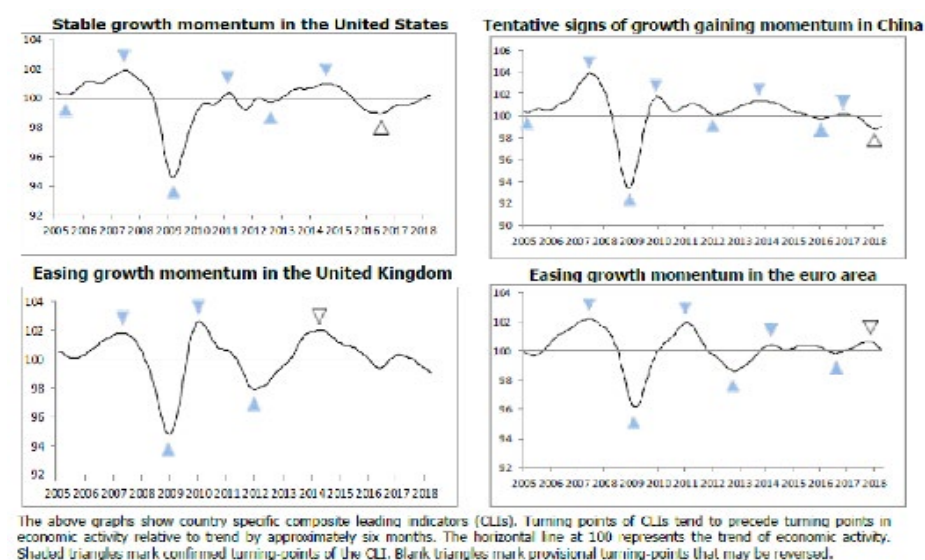 Stable growth momentum in the United States
104
102
100
98
96
94
92
2005 2006 2007 2008 2009 2010 2011 2012 2013 2014 2015 2016 2017 2018
Tentative signs of growth gaining momentum in China
106
104
102
100
98
96
94
92
90
2005 2006 2007 2008 2009 2010 2011 2012 2013 2014 2015 2016 2017 2018
Easing growth momentum in the United Kingdom
104
102
100
98
96
94
92
2005 2006 2007 2008 2009 2010 2011 2012 2013 2014 2015 2016 2017 2018
Easing growth momentum in the euro area
104
102
100
98
96
94
92
2005 2006 2007 2008 2009 2010 2011 2012 2013 2014 2015 2016 2017 2018
The above graphs show country specific composite leading indicators (CLIs). Turning points of CLIs tend to precede turning points in
economic activity relative to trend by approximately six months. The horizontal line at 100 represents the trend of economic activity.
Shaded triangles mark confirmed turning-points of the CLI. Blank triangles mark provisional turning-points that may be reversed.